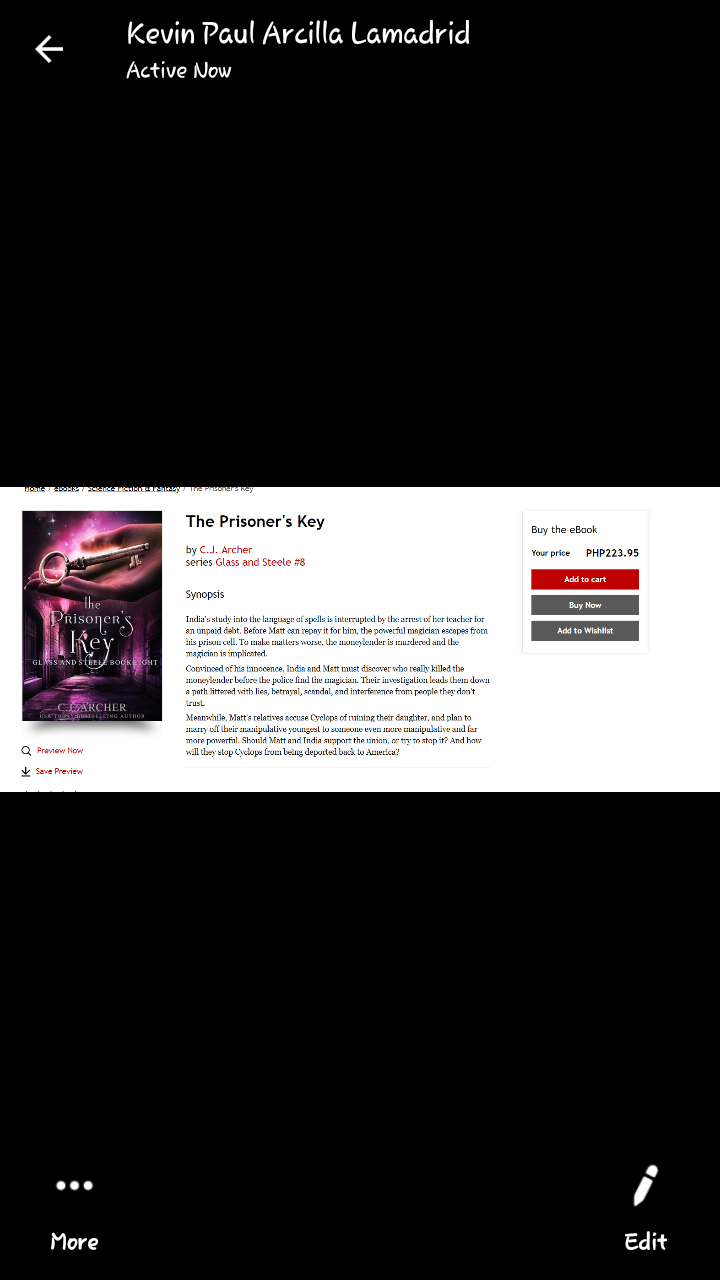 Kevin Paul Arcilla Lamadrid
Active Now
Home / eBooks / Science Fiction & Fantasy / The Prisoner's Key
The Prisoner's Key
by C.J. Archer
series Glass and Steele #8
Synopsis
India's study into the language of spells is interrupted by the arrest of her teacher for
an unpaid debt. Before Matt can repay it for him, the powerful magician escapes from
his prison cell. To make matters worse, the moneylender is murdered and the
magician is implicated.
Convinced of his innocence, India and Matt must discover who really killed the
moneylender before the police find the magician. Their investigation leads them down
a path littered with lies, betrayal, scandal, and interference from people they don't
trust.
Meanwhile, Matt's relatives accuse Cyclops of ruining their daughter, and plan to
marry off their manipulative youngest to someone even more manipulative and far
more powerful. Should Matt and India support the union, or try to stop it? And how
will they stop Cyclops from being deported back to America?
Buy the eBook
Your price PHP223.95
Add to cart
Buy Now
Add to Wishlist
The
Prisoner's
Key
GLASS AND STEELE BOOK EIGHT
C.J. ARCHER
USA TODAY BESTSELLING AUTHOR
Preview Now
Save Preview
More
Edit